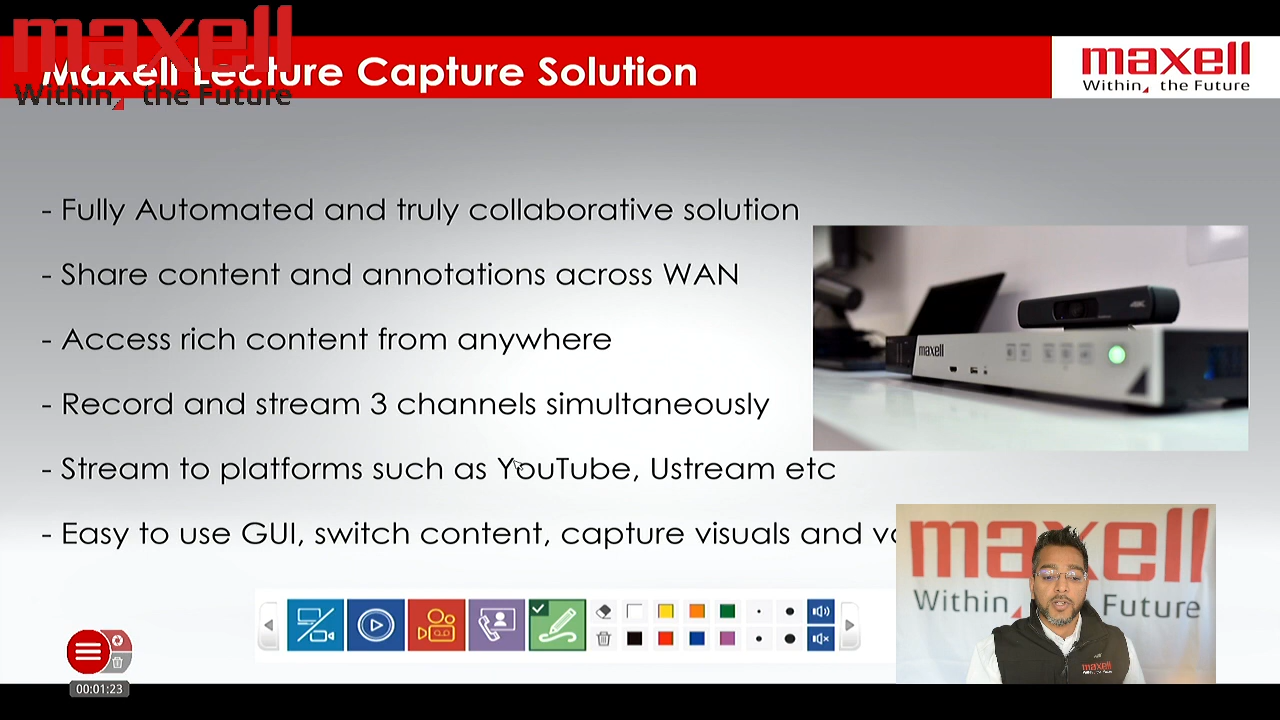 maxell
Within, the Future
Maxell Lecture Capture Solution
maxell
Within, the Future
- Fully Automated and truly collaborative solution
- Share content and annotations across WAN
- Access rich content from anywhere
- Record and stream 3 channels simultaneously
- Stream to platforms such as YouTube, Ustream etc
- Easy to use GUI, switch content, capture visuals and
maxell
4K
maxell
Within, Future
maxell
00:01:23